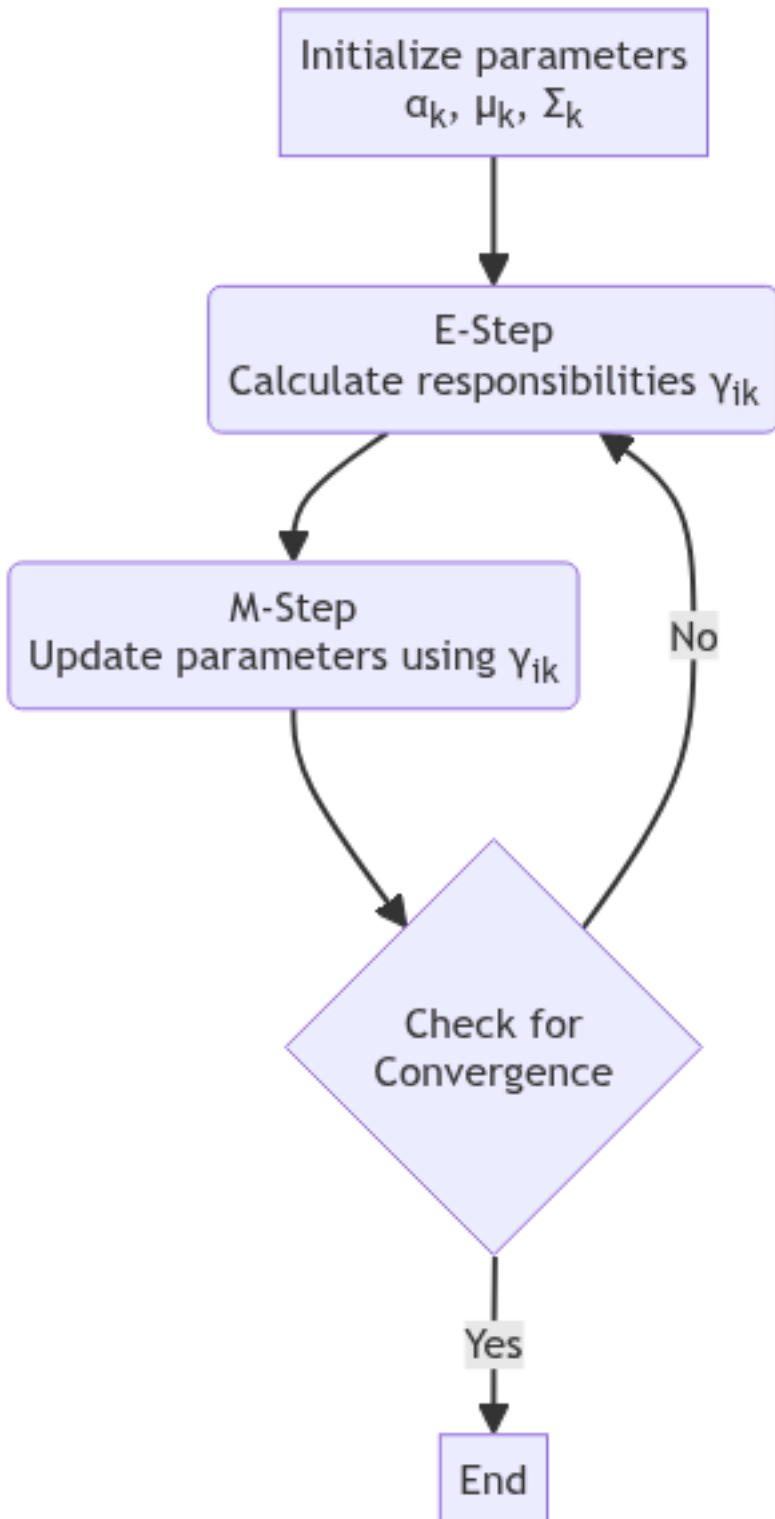 Initialize parameters
αk, μk, Σk
E-Step
Calculate responsibilities γik
M-Step
Update parameters using γik
No
Check for
Convergence
Yes
End